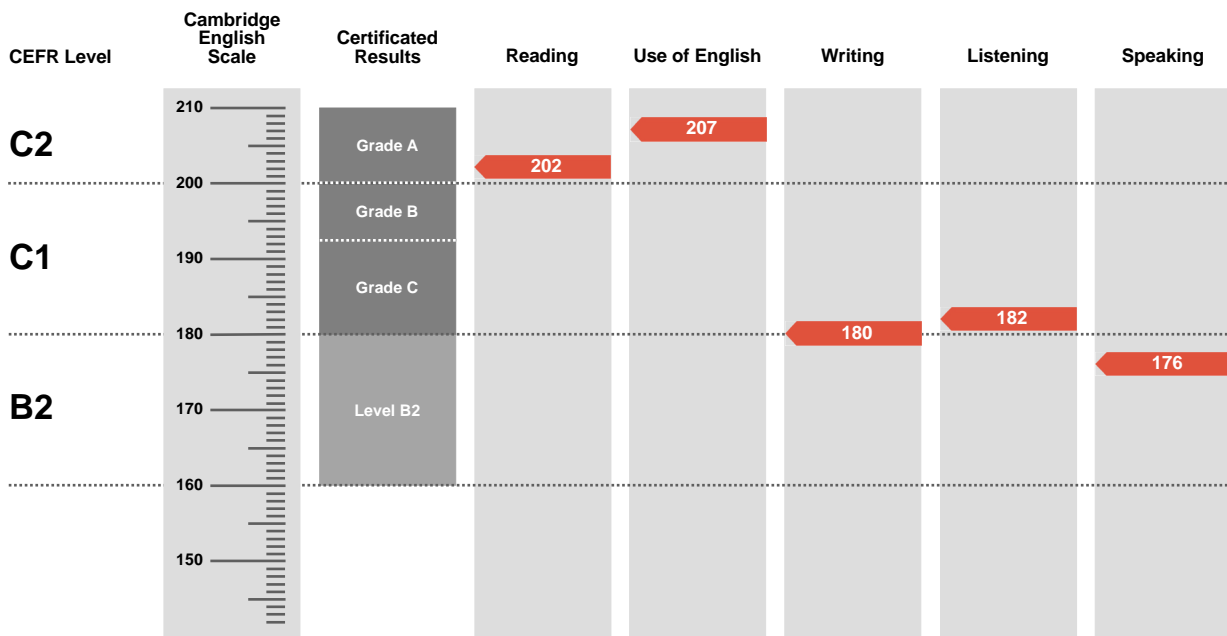 CEFR Level
Cambridge
English
Scale
Certificated
Results
Reading
Use of English
Writing
Listening
Speaking
C2
C1
B2
210
200
190
180
170
160
150
Grade A
Grade B
Grade C
Level B2
202
207
180
182
176